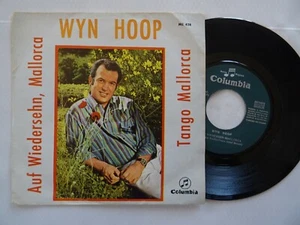 WYN HOOP
Auf Wiedersehn, Mallorca
Tango Mallorca
Columbia
Columbia
WYN HOOP